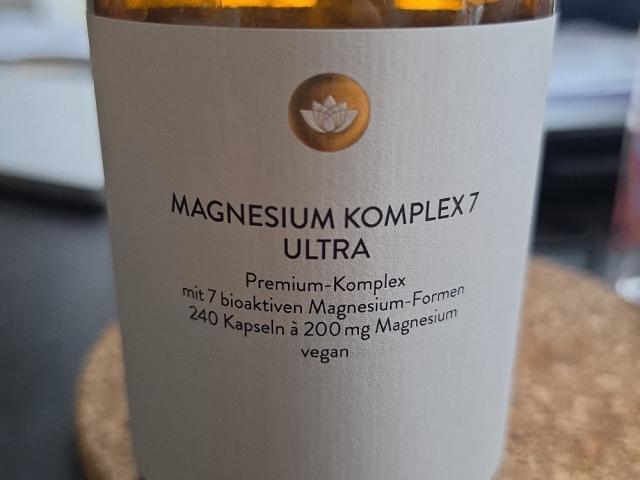 MAGNESIUM KOMPLEX 7
ULTRA
Premium-Komplex
mit 7 bioaktiven Magnesium-Formen
240 Kapseln à 200 mg Magnesium
vegan